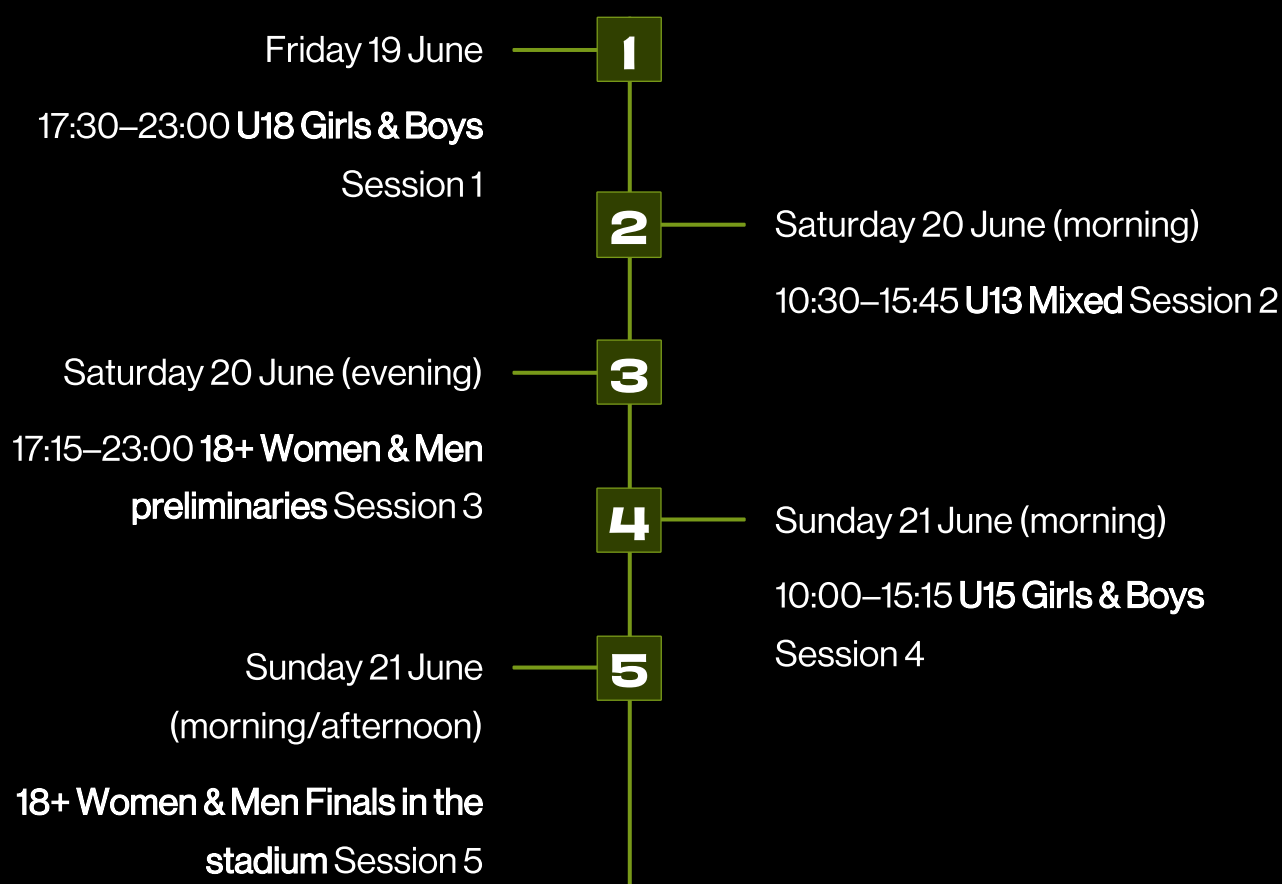 1
Friday 19 June
17:30–23:00 U18 Girls & Boys
Session 1
2
Saturday 20 June (morning)
10:30–15:45 U13 Mixed Session 2
3
Saturday 20 June (evening)
17:15–23:00 18+ Women & Men
preliminaries Session 3
4
Sunday 21 June (morning)
10:00–15:15 U15 Girls & Boys
Session 4
5
Sunday 21 June
(morning/afternoon)
18+ Women & Men Finals in the
stadium Session 5